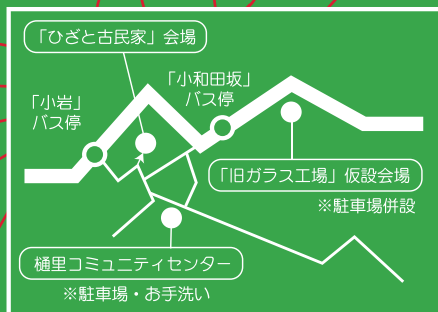 「ひざと古民家」会場
「小和田坂」
バス停
「小岩」
バス停
「旧ガラス工場」仮設会場
※駐車場併設
樋里コミュニティセンター
※駐車場・お手洗い